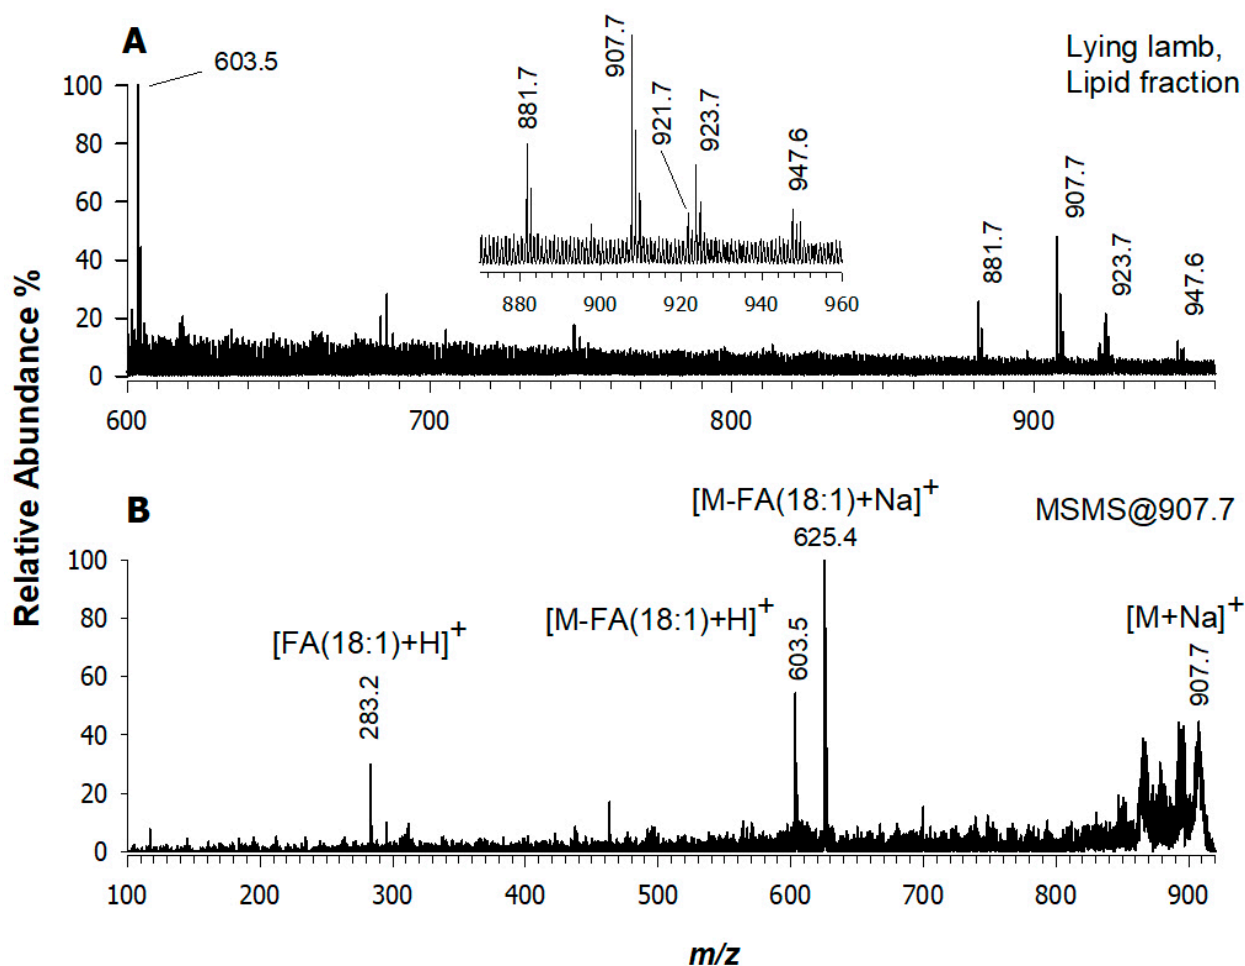 A
603.5
Lying lamb,
Lipid fraction
881.7
907.7
921.7
923.7
947.6
880 900 920 940 960
881.7
907.7
923.7
947.6
100
80
60
40
20
0
600 700 800 900
Relative Abundance %
B
[M-FA(18:1)+Na]+
625.4
MSMS@907.7
[FA(18:1)+H]+
283.2
[M-FA(18:1)+H]+
603.5
[M+Na]+
907.7
100
80
60
40
20
0
100 200 300 400 500 600 700 800 900
m/z